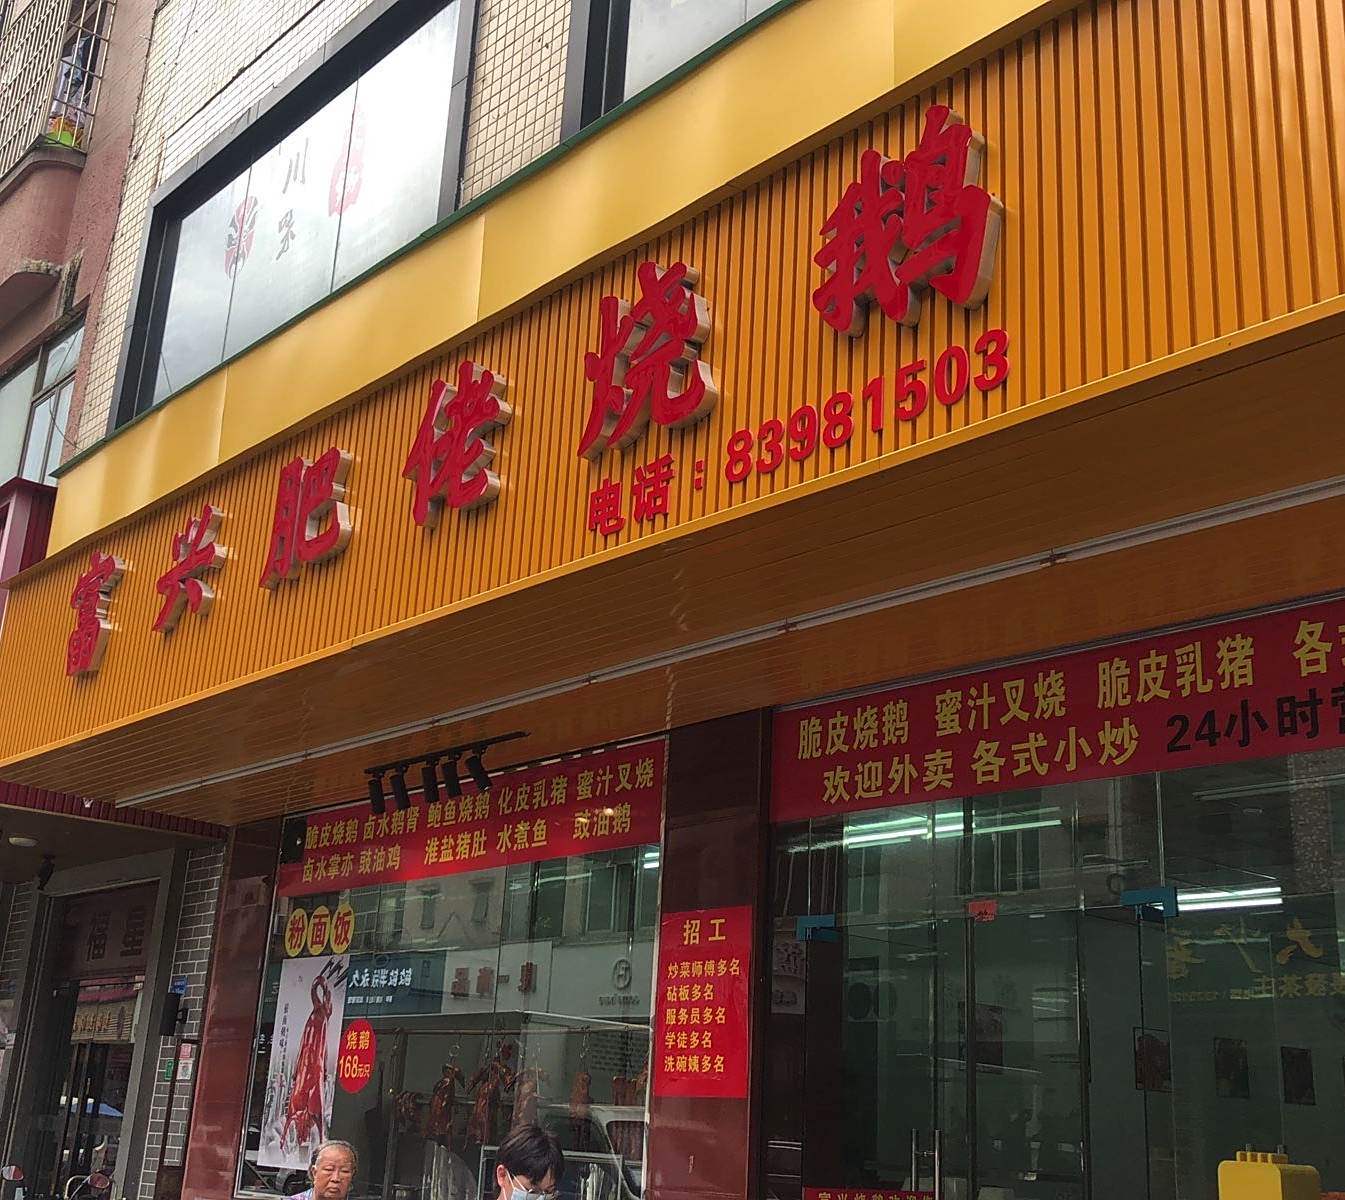 富兴肥佬烧鹅
电话：83981503
脆皮烧鹅 蜜汁叉烧 脆皮乳猪 各
欢迎外卖 各式小炒 24小时
脆皮烧鹅 卤水鹅肾 鲍鱼烧鹅 化皮乳猪 蜜汁叉烧
卤水掌亦 豉油鸡 淮盐猪肚 水煮鱼 豉油鹅
粉面饭
烧鹅
168元/只
招工
炒菜师傅多名
砧板多名
服务员多名
学徒多名
洗碗姨多名
福星